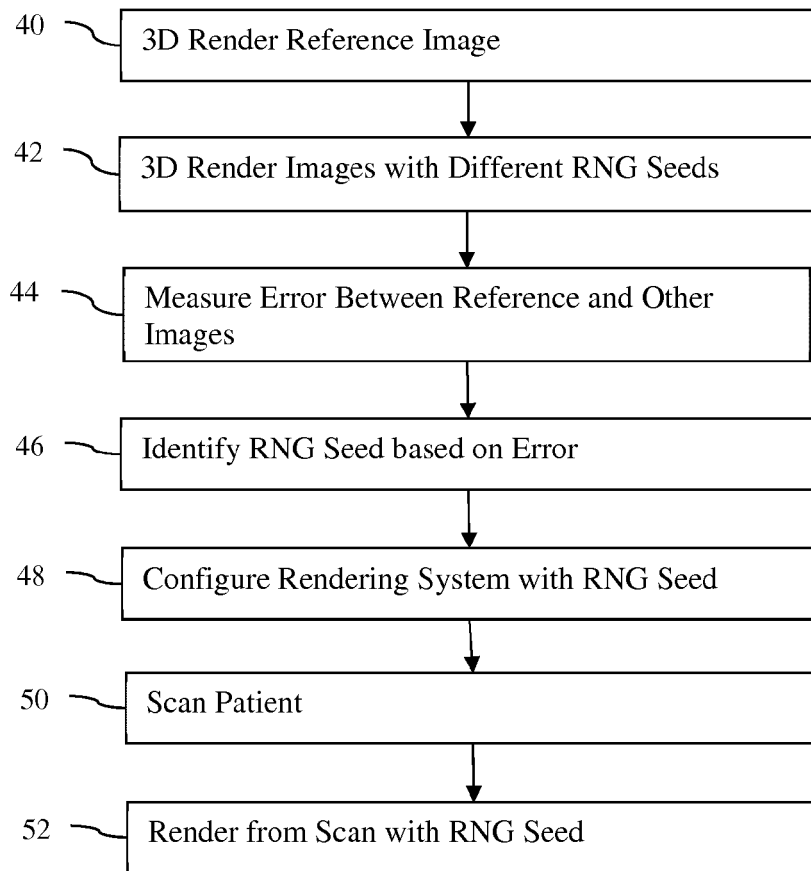 40
3D Render Reference Image
42
3D Render Images with Different RNG Seeds
44
Measure Error Between Reference and Other
Images
46
Identify RNG Seed based on Error
48
Configure Rendering System with RNG Seed
50
Scan Patient
52
Render from Scan with RNG Seed